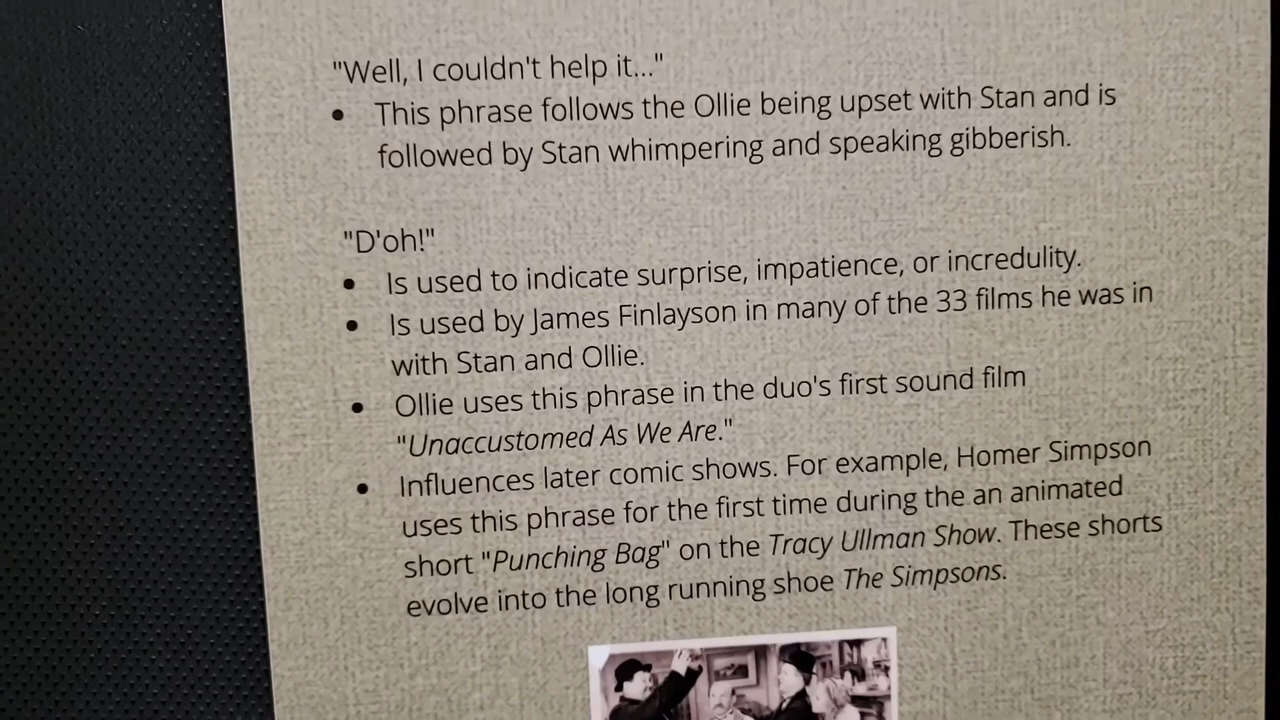 "Well, I couldn't help it..."
• This phrase follows the Ollie being upset with Stan and is
followed by Stan whimpering and speaking gibberish.
"D'oh!"
• Is used to indicate surprise, impatience, or incredulity.
• Is used by James Finlayson in many of the 33 films he was in
with Stan and Ollie.
• Ollie uses this phrase in the duo's first sound film
"Unaccustomed As We Are."
• Influences later comic shows. For example, Homer Simpson
uses this phrase for the first time during the an animated
short "Punching Bag" on the Tracy Ullman Show. These shorts
evolve into the long running shoe The Simpsons.